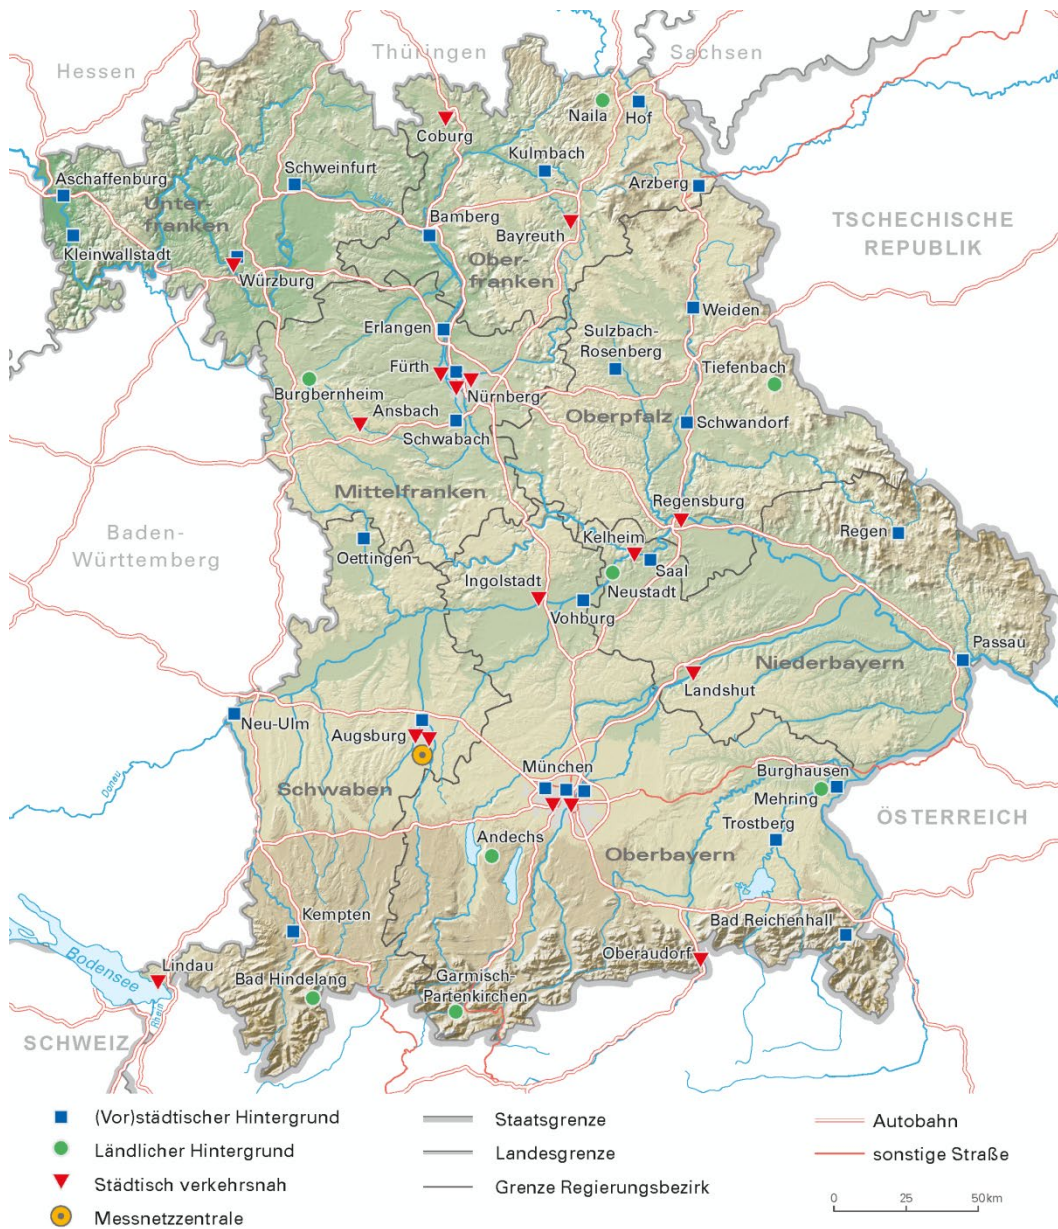 Thüringen
Sachsen
Hessen
Naila
Hof
Coburg
Kulmbach
Schweinfurt
Aschaffenburg
Arzberg
Unter-
franken
Bamberg
Bayreuth
TSCHECHISCHE
REPUBLIK
Kleinwallstadt
Ober-
franken
Würzburg
Weiden
Erlangen
Sulzbach-
Rosenberg
Fürth
Tiefenbach
Burgbernheim
Nürnberg
Ansbach
Oberpfalz
Schwabach
Schwandorf
Mittelfranken
Regensburg
Baden-
Württemberg
Kelheim
Regen
Oettingen
Saal
Ingolstadt
Neustadt
Vohburg
Passau
Niederbayern
Landshut
Neu-Ulm
Augsburg
Donau
München
Burghausen
Schwaben
Mehring
Trostberg
ÖSTERREICH
Andechs
Oberbayern
Kempten
Bad Reichenhall
Bodensee
Lindau
Oberaudorf
Bad Hindelang
Garmisch-
Partenkirchen
Rhein
SCHWEIZ
(Vor)städtischer Hintergrund
Staatsgrenze
Autobahn
Ländlicher Hintergrund
Landesgrenze
sonstige Straße
Städtisch verkehrsnah
Grenze Regierungsbezirk
Messnetzzentrale
0 25 50 km